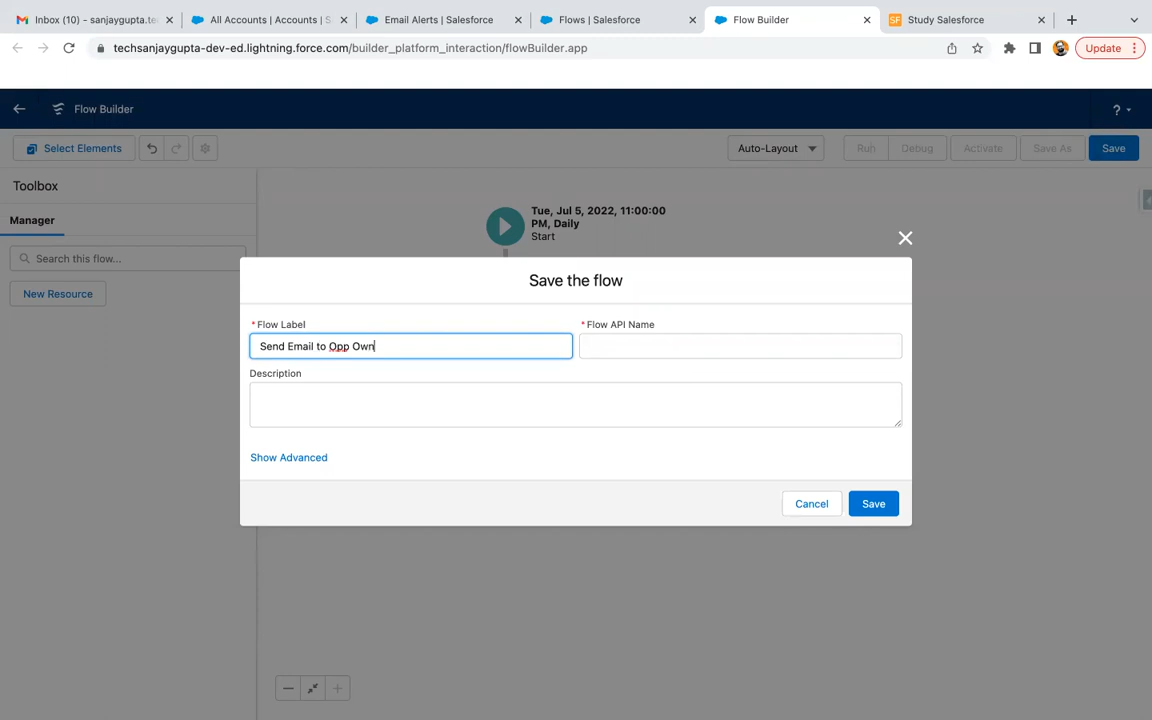 Inbox (10) – sanjaygupta.te
All Accounts | Accounts | S
Email Alerts | Salesforce
Flows | Salesforce
Flow Builder
SF
Study Salesforce
techsanjaygupta-dev-ed.lightning.force.com/builder_platform_interaction/flowBuilder.app
Update
Flow Builder
?
Select Elements
Auto-Layout
Run
Debug
Activate
Save As
Save
Toolbox
Manager
Search this flow...
New Resource
Tue, Jul 5, 2022, 11:00:00
PM, Daily
Start
Save the flow
* Flow Label
* Flow API Name
Send Email to Opp Own
Description
Show Advanced
Cancel
Save